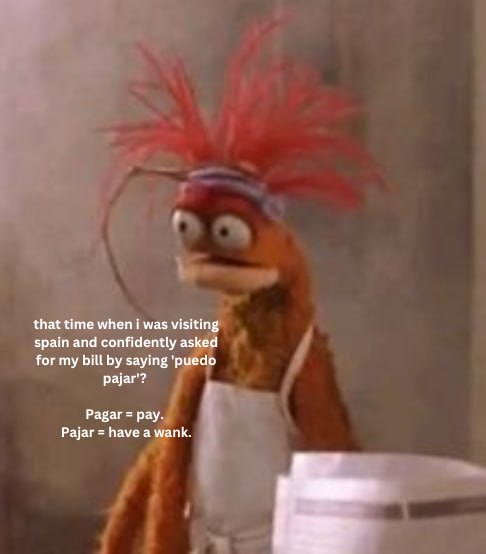 that time when i was visiting
spain and confidently asked
for my bill by saying 'puedo
pajar'?
Pagar = pay.
Pajar = have a wank.